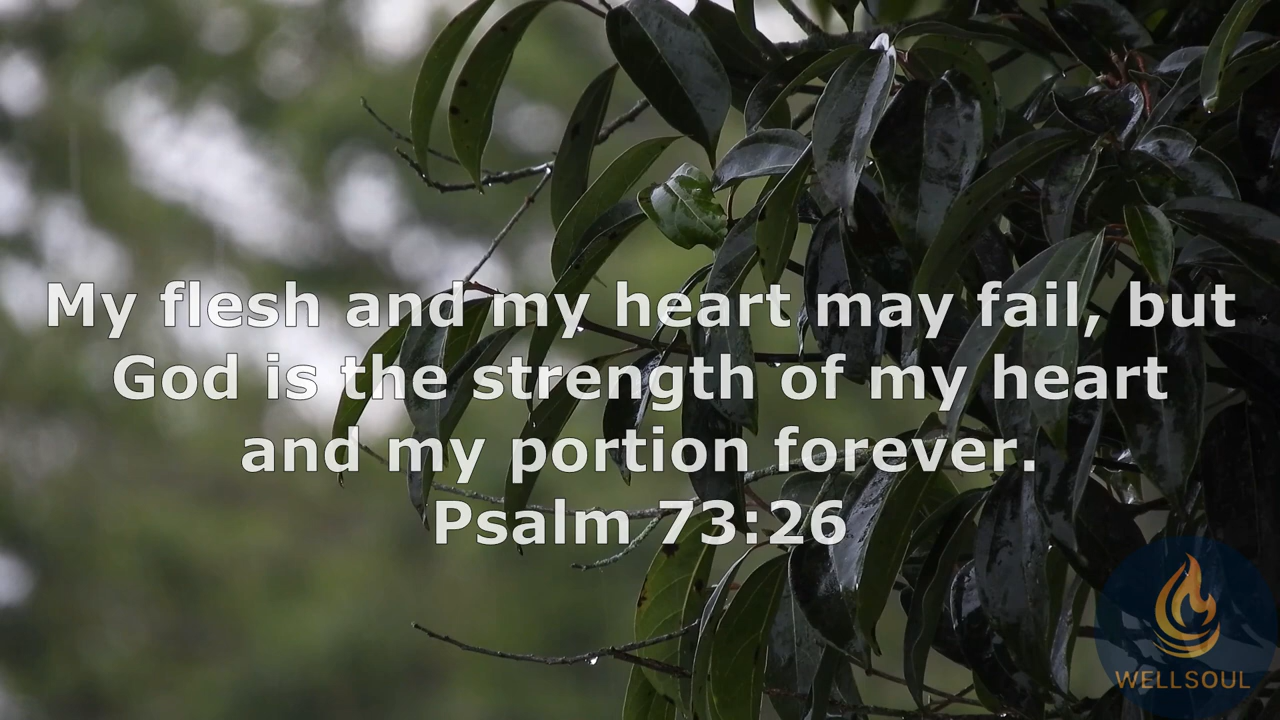 My flesh and my heart may fail, but
God is the strength of my heart
and my portion forever.
Psalm 73:26
WELLSOUL